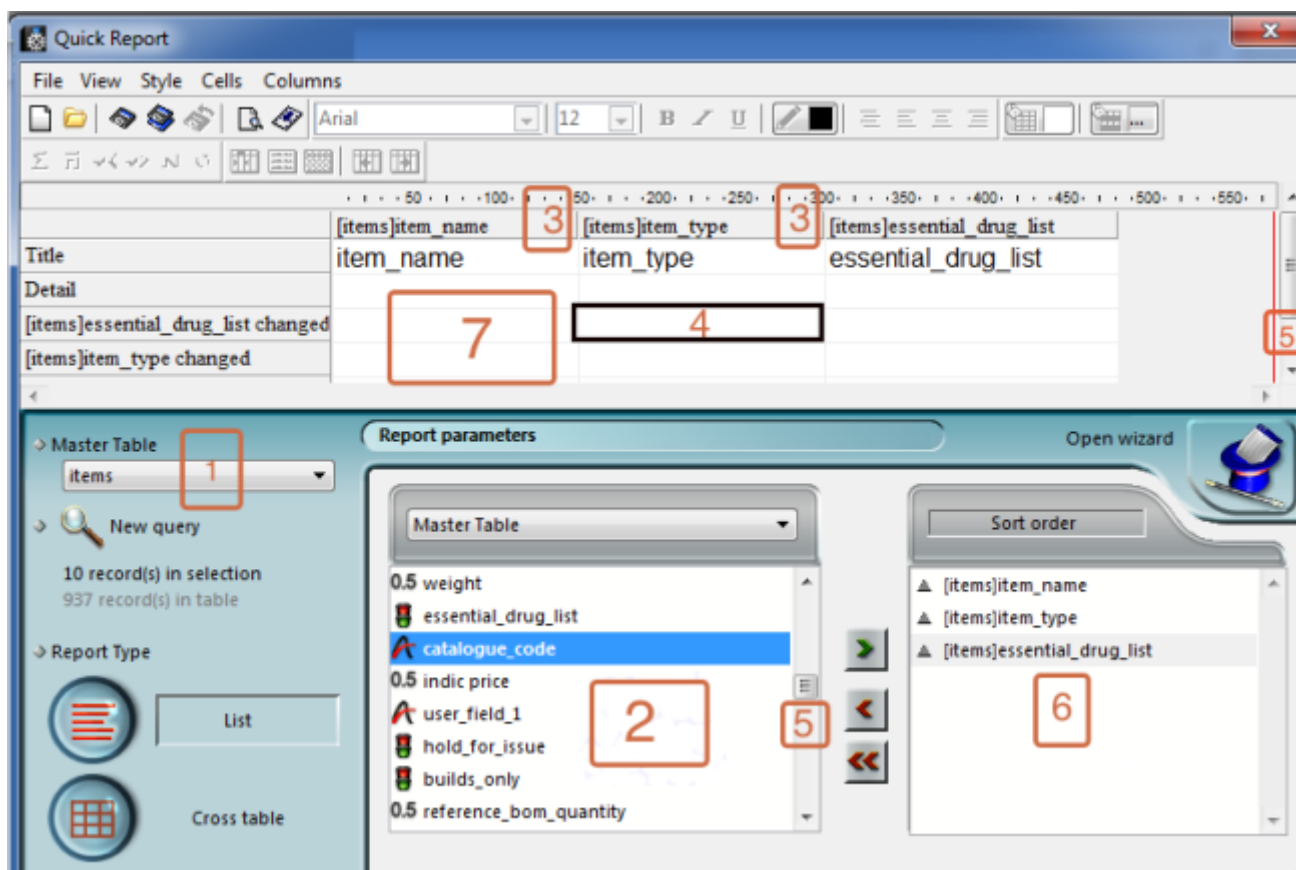 Quick Report
File View Style Cells Columns
Arial 12 B I U ...
50 100 50 200 250 300 350 400 450 500 550
[items]item_name 3 [items]item_type 3 [items]essential_drug_list
Title item_name item_type essential_drug_list
Detail
[items]essential_drug_list changed 7 4 5
[items]item_type changed
Master Table
items 1
New query
10 record(s) in selection
937 record(s) in table
Report Type
List
Cross table
Report parameters Open wizard
Master Table
0.5 weight
essential_drug_list
catalogue_code
0.5 indic price
user_field_1
hold_for_issue
builds_only
0.5 reference_bom_quantity
2
5
Sort order
[items]item_name
[items]item_type
[items]essential_drug_list
6